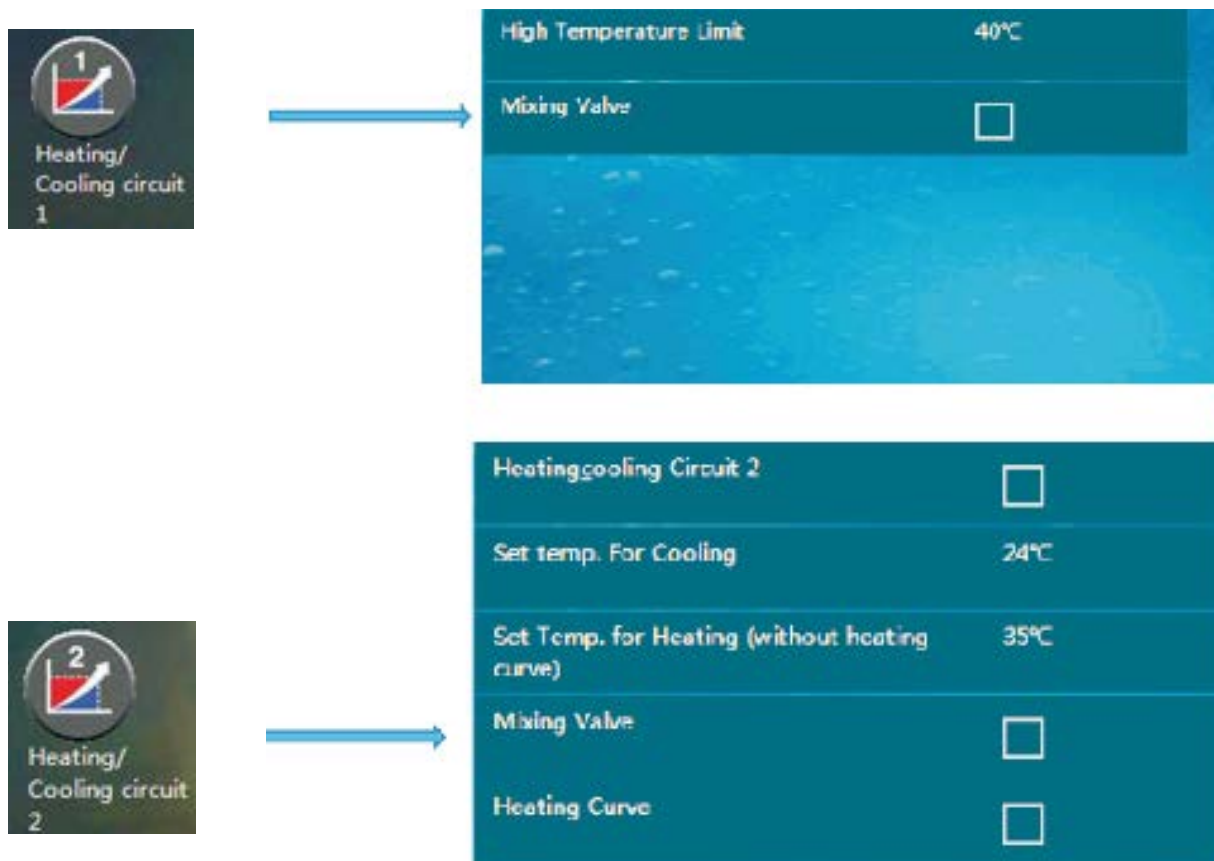 1
Heating/
Cooling circuit
1
High Temperature Limit 40℃
Mixing Valve
2
Heating/
Cooling circuit
2
Heatingcooling Circuit 2
Set temp. For Cooling 24℃
Set Temp. for Heating (without heating 35℃
curve)
Mixing Valve
Heating Curve